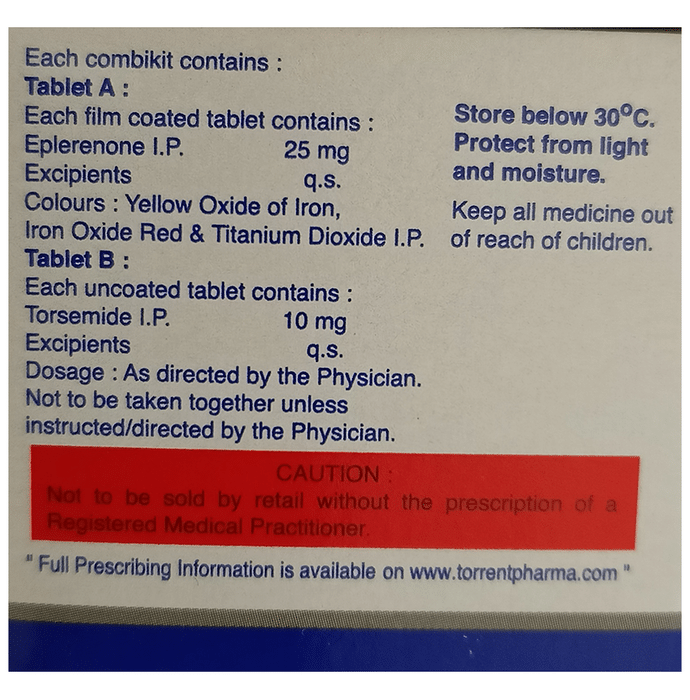 Each combikit contains :
Tablet A :
Each film coated tablet contains :
Eplerenone I.P. 25 mg
Excipients q.s.
Colours : Yellow Oxide of Iron,
Iron Oxide Red & Titanium Dioxide I.P.
Tablet B :
Each uncoated tablet contains :
Torsemide I.P. 10 mg
Excipients q.s.
Dosage : As directed by the Physician.
Not to be taken together unless
instructed/directed by the Physician.
Store below 30°C.
Protect from light
and moisture.
Keep all medicine out
of reach of children.
CAUTION :
Not to be sold by retail without the prescription of a
Registered Medical Practitioner.
" Full Prescribing Information is available on www.torrentpharma.com "